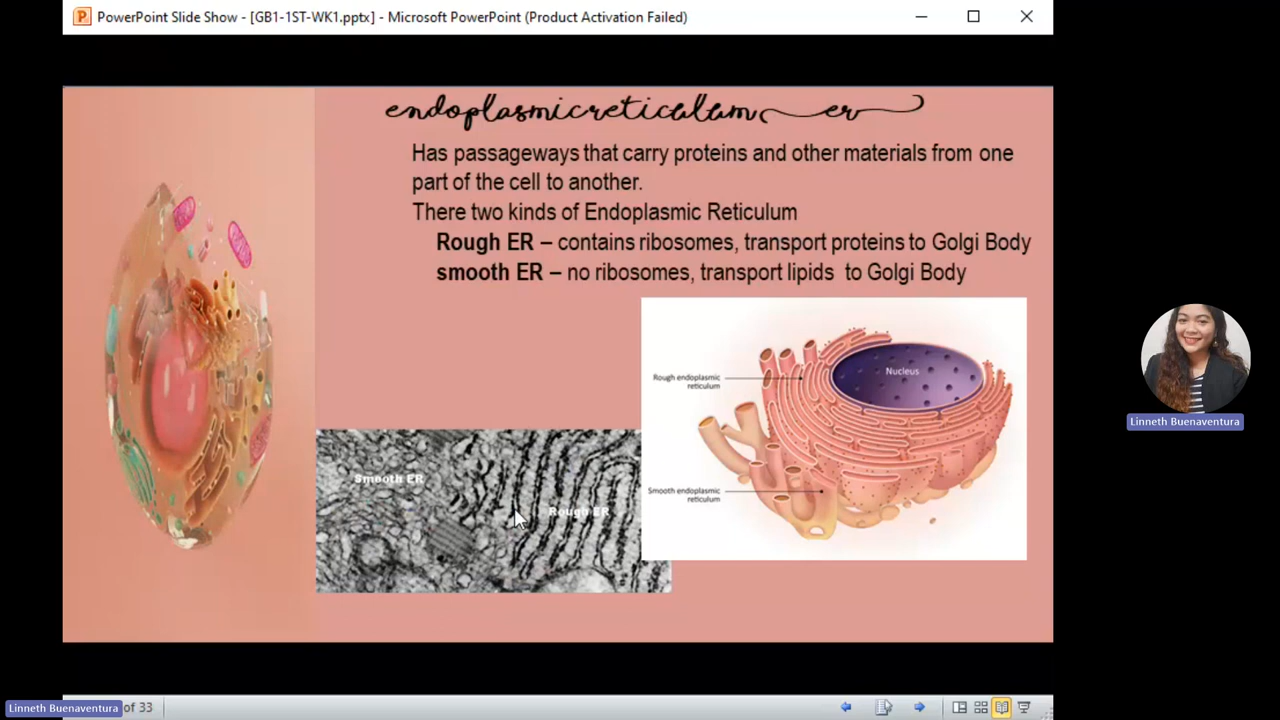 PowerPoint Slide Show - [GB1-1ST-WK1.pptx] - Microsoft PowerPoint (Product Activation Failed)
endoplasmicreticulum er
Has passageways that carry proteins and other materials from one
part of the cell to another.
There two kinds of Endoplasmic Reticulum
Rough ER – contains ribosomes, transport proteins to Golgi Body
smooth ER – no ribosomes, transport lipids to Golgi Body
Nucleus
Rough endoplasmic
reticulum
Smooth endoplasmic
reticulum
Smooth ER
Rough ER
Linneth Buenaventura
Linneth Buenaventura
of 33